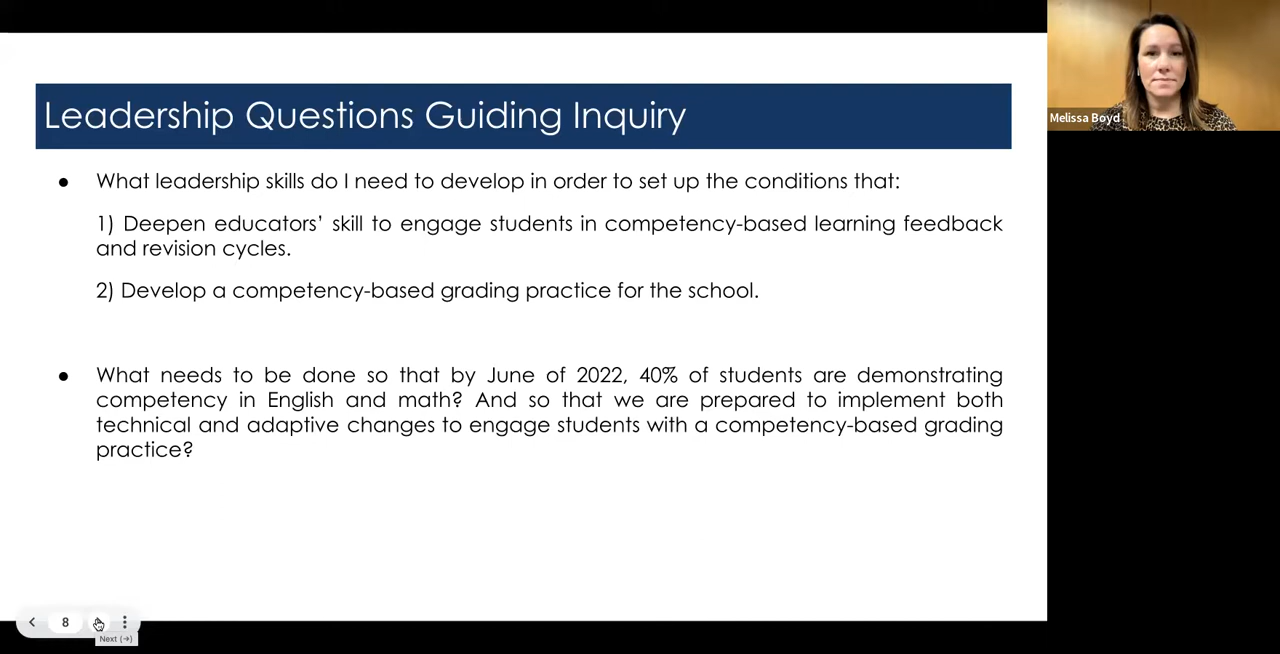 Leadership Questions Guiding Inquiry
Melissa Boyd
● What leadership skills do I need to develop in order to set up the conditions that:
1) Deepen educators’ skill to engage students in competency-based learning feedback
and revision cycles.
2) Develop a competency-based grading practice for the school.
● What needs to be done so that by June of 2022, 40% of students are demonstrating
competency in English and math? And so that we are prepared to implement both
technical and adaptive changes to engage students with a competency-based grading
practice?
8
Next (→)